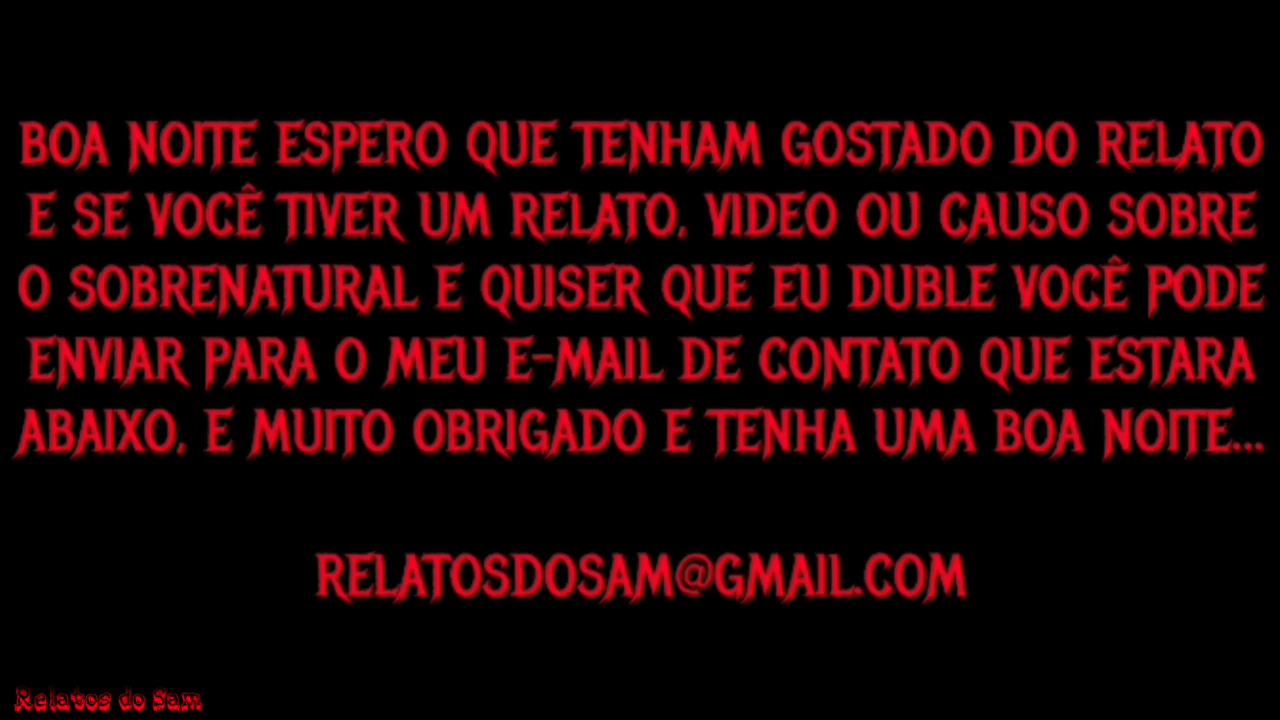 BOA NOITE ESPERO QUE TENHAM GOSTADO DO RELATO
E SE VOCÊ TIVER UM RELATO, VIDEO OU CAUSO SOBRE
O SOBRENATURAL E QUISER QUE EU DUBLE VOCÊ PODE
ENVIAR PARA O MEU E-MAIL DE CONTATO QUE ESTARA
ABAIXO, E MUITO OBRIGADO E TENHA UMA BOA NOITE...
RELATOSDOSAM@GMAIL.COM
Relatos do Sam